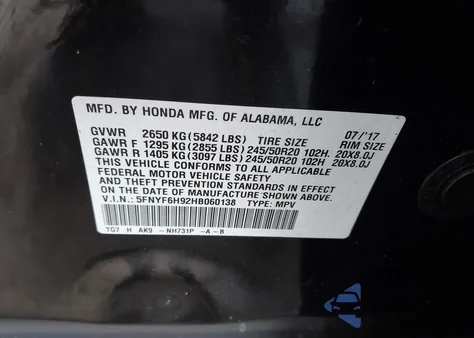 MFD. BY HONDA MFG. OF ALABAMA, LLC
07/'17
GVWR 2650 KG (5842 LBS) TIRE SIZE RIM SIZE
GAWR F 1295 KG (2855 LBS) 245/50R20 102H. 20X8.0J
GAWR R 1405 KG (3097 LBS) 245/50R20 102H 20X8.0J
THIS VEHICLE CONFORMS TO ALL APPLICABLE
FEDERAL MOTOR VEHICLE SAFETY
AND THEFT PREVENTION STANDARDS IN EFFECT
ON THE DATE OF MANUFACTURE SHOWN ABOVE.
V.I.N.: 5FNYF6H92HB060138 TYPE: MPV
TG7 H AK9 -NH731P -A-B